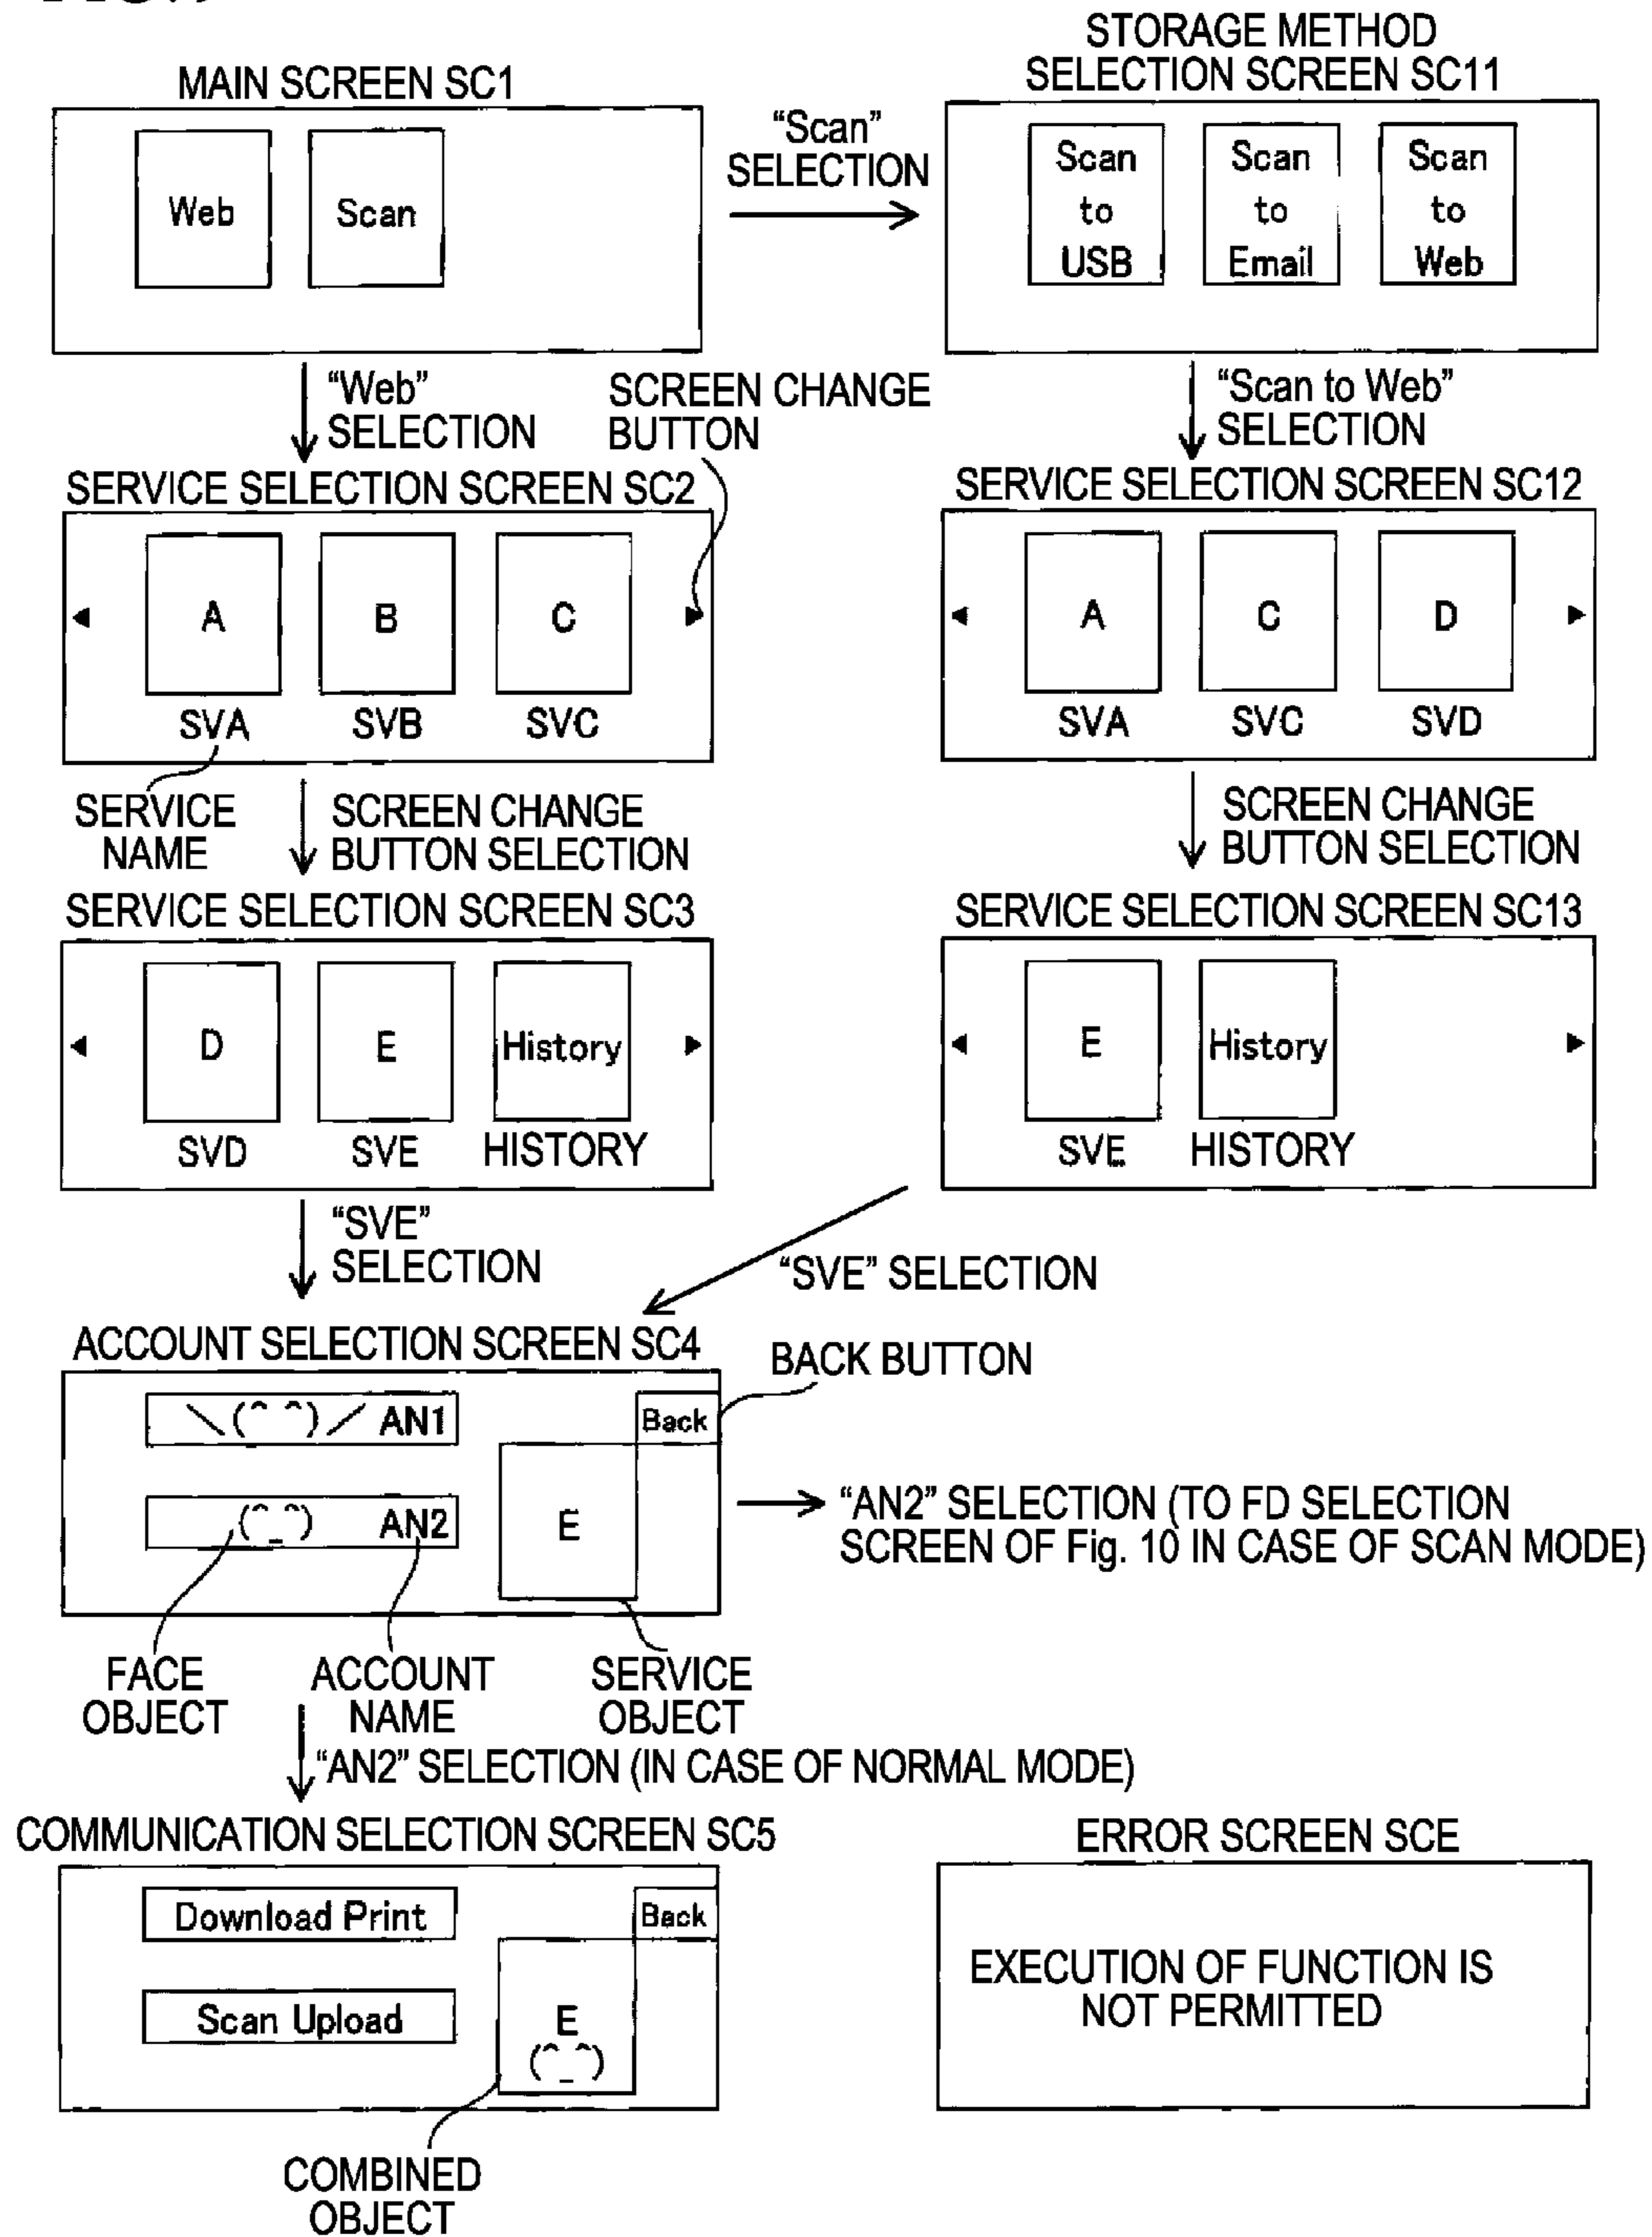 MAIN SCREEN SC1
Web
Scan
"Scan"
SELECTION
STORAGE METHOD
SELECTION SCREEN SC11
Scan
to
USB
Scan
to
Email
Scan
to
Web
"Web"
SELECTION
SCREEN CHANGE
BUTTON
"Scan to Web"
SELECTION
SERVICE SELECTION SCREEN SC2
A
B
C
SVA
SVB
SVC
SERVICE
NAME
SCREEN CHANGE
BUTTON SELECTION
SERVICE SELECTION SCREEN SC12
A
C
D
SVA
SVC
SVD
SCREEN CHANGE
BUTTON SELECTION
SERVICE SELECTION SCREEN SC3
D
E
History
SVD
SVE
HISTORY
"SVE"
SELECTION
SERVICE SELECTION SCREEN SC13
E
History
SVE
HISTORY
"SVE" SELECTION
ACCOUNT SELECTION SCREEN SC4
BACK BUTTON
＼(^ ^)／ AN1
Back
(^_^) AN2
E
"AN2" SELECTION (TO FD SELECTION
SCREEN OF Fig. 10 IN CASE OF SCAN MODE)
FACE
OBJECT
ACCOUNT
NAME
SERVICE
OBJECT
"AN2" SELECTION (IN CASE OF NORMAL MODE)
COMMUNICATION SELECTION SCREEN SC5
Download Print
Back
Scan Upload
E
(^_^)
COMBINED
OBJECT
ERROR SCREEN SCE
EXECUTION OF FUNCTION IS
NOT PERMITTED